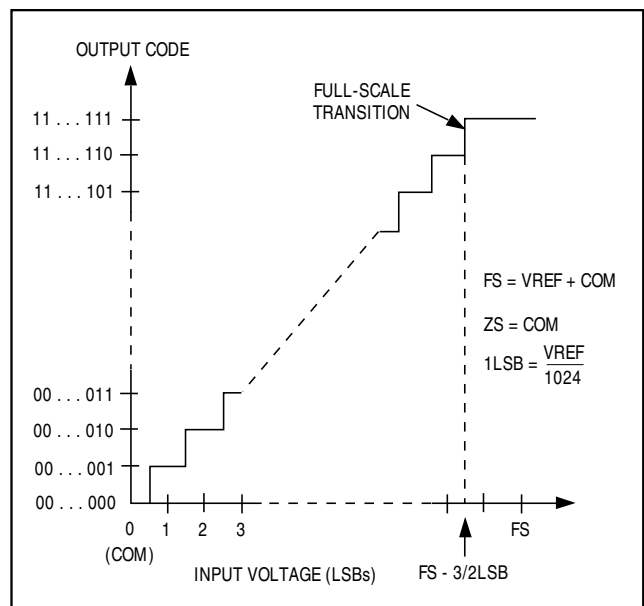 OUTPUT CODE
FULL-SCALE
TRANSITION
11 . . . 111
11 . . . 110
11 . . . 101
FS = VREF + COM
ZS = COM
1LSB = VREF
1024
00 . . . 011
00 . . . 010
00 . . . 001
00 . . . 000
0 1 2 3 FS
(COM)
INPUT VOLTAGE (LSBs) FS - 3/2LSB